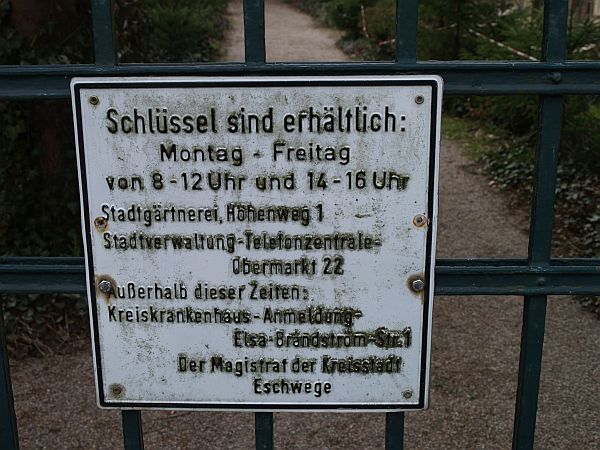 Schlüssel sind erhältlich:
Montag - Freitag
von 8 - 12 Uhr und 14 - 16 Uhr
Stadtgärtnerei, Höhenweg 1
Stadtverwaltung - Telefonzentrale -
Obermarkt 22
Außerhalb dieser Zeiten:
Kreiskrankenhaus - Anmeldung -
Elsa-Brandström-Str. 1
Der Magistrat der Kreisstadt
Eschwege